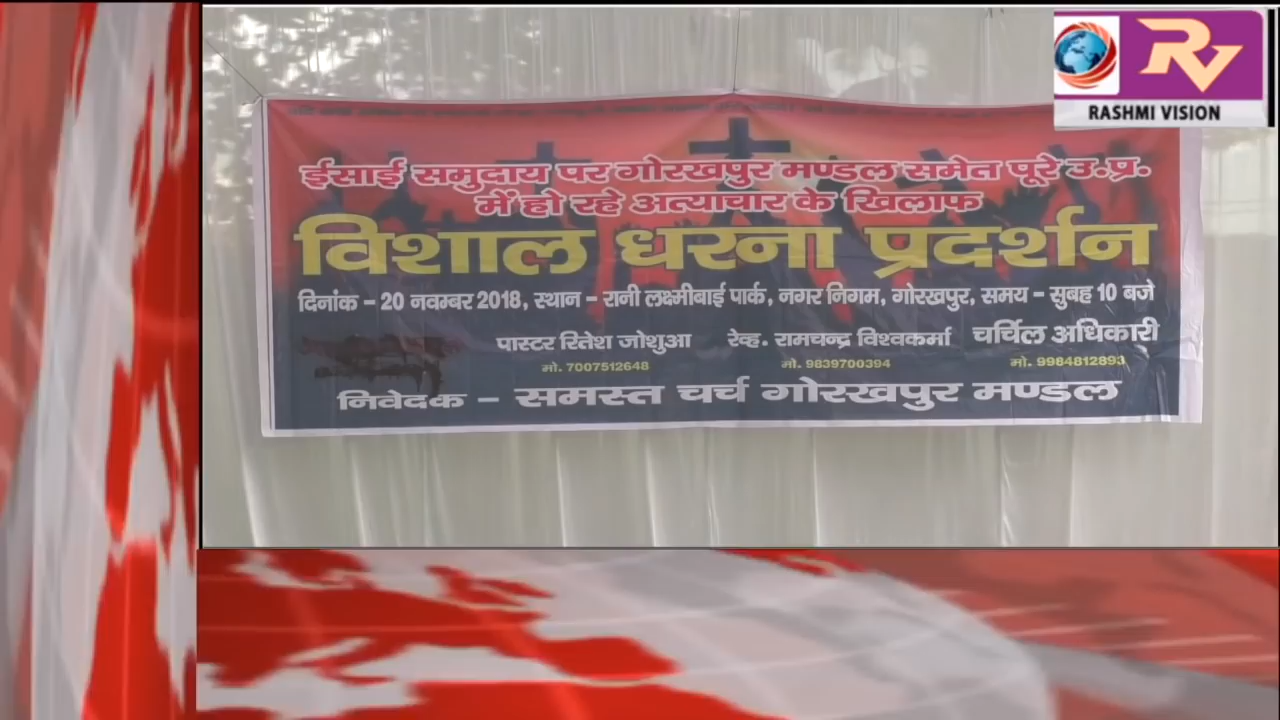 RV
RASHMI VISION
ईसाई समुदाय पर गोरखपुर मण्डल समेत पूरे उ.प्र.
में हो रहे अत्याचार के खिलाफ
विशाल धरना प्रदर्शन
दिनांक - 20 नवम्बर 2018, स्थान - रानी लक्ष्मीबाई पार्क, नगर निगम, गोरखपुर, समय - सुबह 10 बजे
पास्टर रितेश जोशुआ रेव्ह. रामचन्द्र विश्वकर्मा चर्चिल अधिकारी
मो. 7007512648 मो. 9839700394 मो. 9984812893
निवेदक - समस्त चर्च गोरखपुर मण्डल